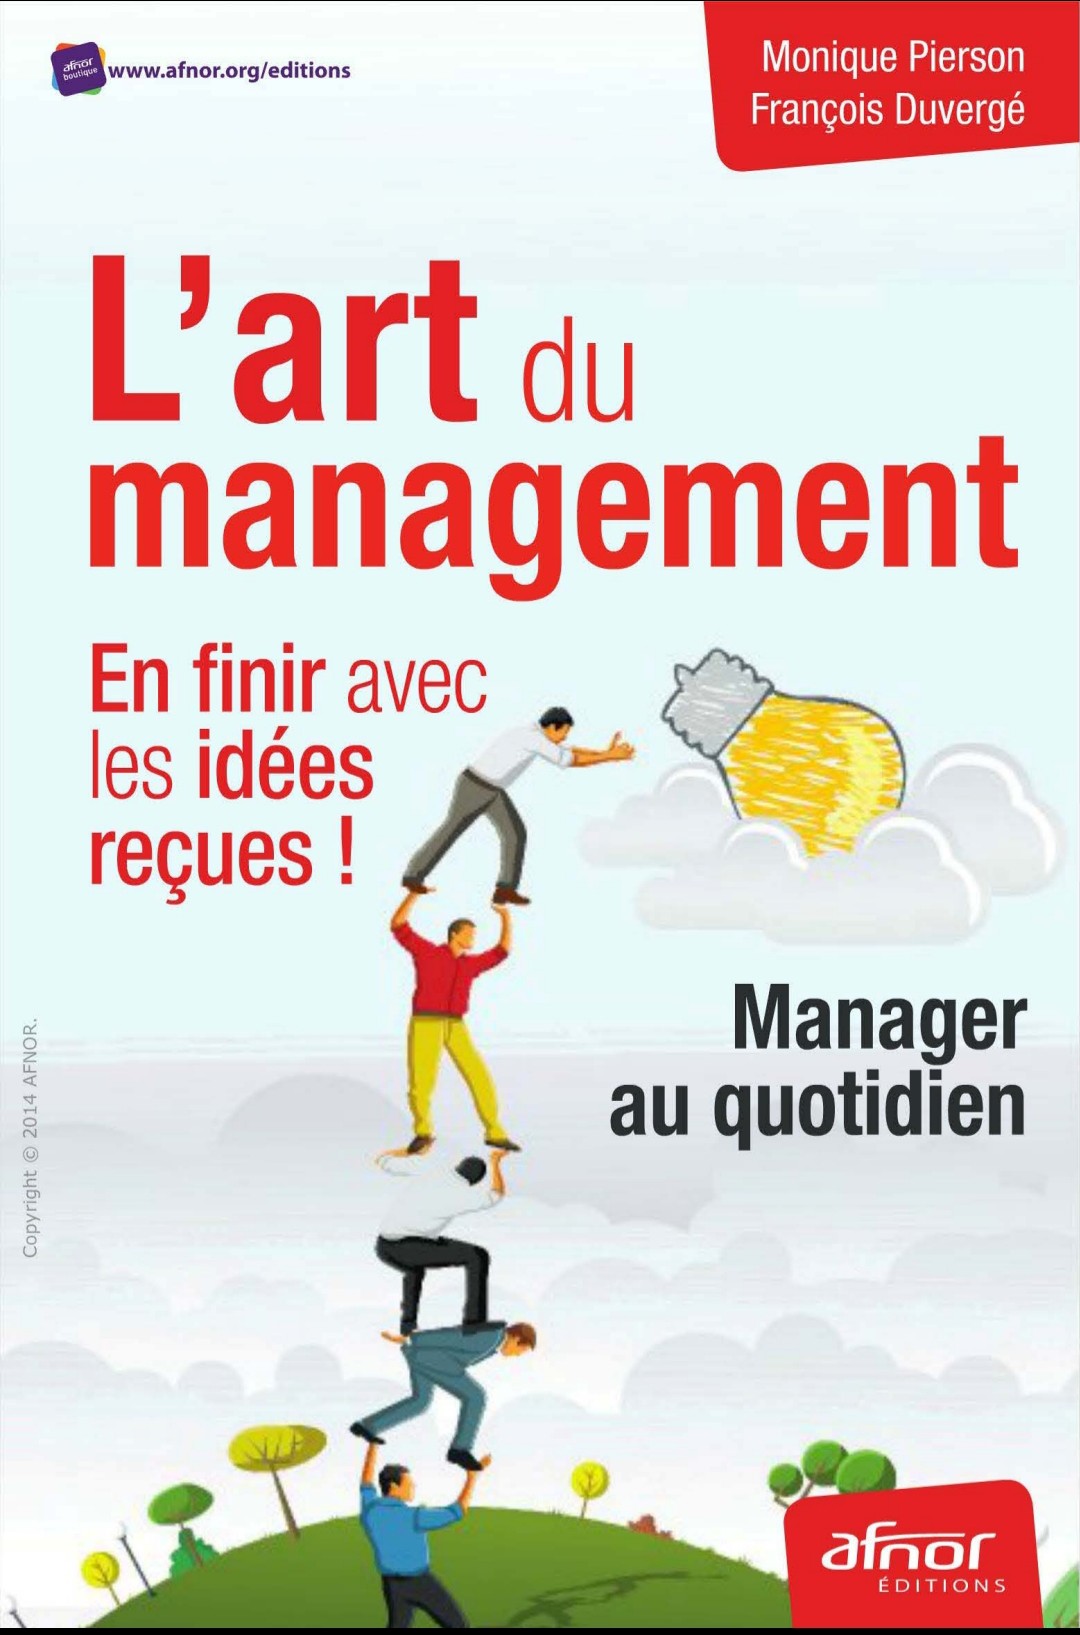 afnor
boutique
www.afnor.org/editions
Monique Pierson
François Duvergé
L'art du
management
En finir avec
les idées
reçues !
Manager
au quotidien
Copyright © 2014 AFNOR.
afnor
ÉDITIONS